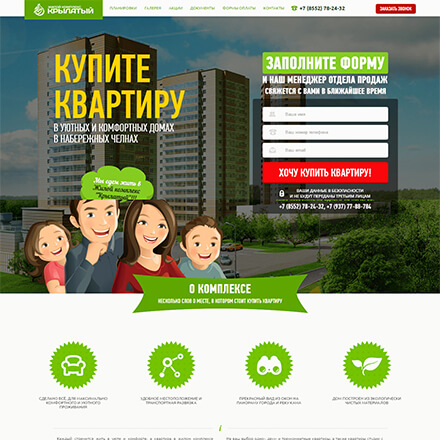 КРЫЛАТЫЙ
ПЛАНИРОВКИ
ГАЛЕРЕЯ
АКЦИИ
ДОКУМЕНТЫ
ФОРМЫ ОПЛАТЫ
КОНТАКТЫ
+7 (8552) 78-24-32
ЗАКАЗАТЬ ЗВОНОК
КУПИТЕ
КВАРТИРУ
В УЮТНЫХ И КОМФОРТНЫХ ДОМАХ
В НАБЕРЕЖНЫХ ЧЕЛНАХ
ЗАПОЛНИТЕ ФОРМУ
И НАШ МЕНЕДЖЕР ОТДЕЛА ПРОДАЖ
СВЯЖЕТСЯ С ВАМИ В БЛИЖАЙШЕЕ ВРЕМЯ
Ваше имя
Ваш номер телефона
Ваш email
ХОЧУ КУПИТЬ КВАРТИРУ!
ВАШИ ДАННЫЕ В БЕЗОПАСНОСТИ
И НЕ БУДУТ ПЕРЕДАНЫ ТРЕТЬИМ ЛИЦАМ
+7 (8552) 78-24-32, +7 (937) 77-88-784
Мы едем жить в
Жилой комплекс
"Крылатый"!!!
О КОМПЛЕКСЕ
НЕСКОЛЬКО СЛОВ О МЕСТЕ, В КОТОРОМ СТОИТ КУПИТЬ КВАРТИРУ
СДЕЛАНО ВСЁ, ДЛЯ МАКСИМАЛЬНО
КОМФОРТНОГО И УЮТНОГО
ПРОЖИВАНИЯ
УДОБНОЕ МЕСТОПОЛОЖЕНИЕ И
ТРАНСПОРТНАЯ РАЗВЯЗКА
ПРЕКРАСНЫЙ ВИД ИЗ ОКОН НА
ПАНОРАМУ ГОРОДА И РЕКУ КАМА
ДОМ ПОСТРОЕН ИЗ ЭКОЛОГИЧЕСКИ
ЧИСТЫХ МАТЕРИАЛОВ